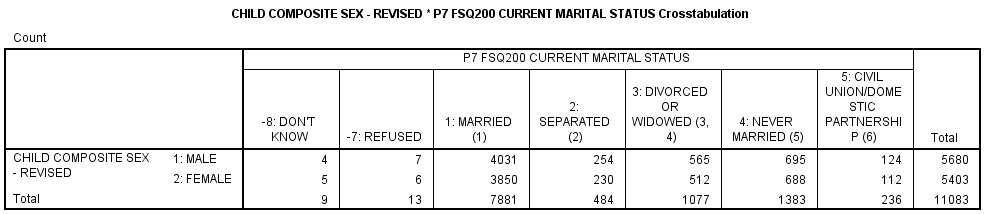 CHILD COMPOSITE SEX - REVISED * P7 FSQ200 CURRENT MARITAL STATUS Crosstabulation
Count
P7 FSQ200 CURRENT MARITAL STATUS
-8: DON'T KNOW
-7: REFUSED
1: MARRIED (1)
2: SEPARATED (2)
3: DIVORCED OR WIDOWED (3, 4)
4: NEVER MARRIED (5)
5: CIVIL UNION/DOME STIC PARTNERSHI P (6)
Total
CHILD COMPOSITE SEX - REVISED
1: MALE 4 7 4031 254 565 695 124 5680
2: FEMALE 5 6 3850 230 512 688 112 5403
Total 9 13 7881 484 1077 1383 236 11083